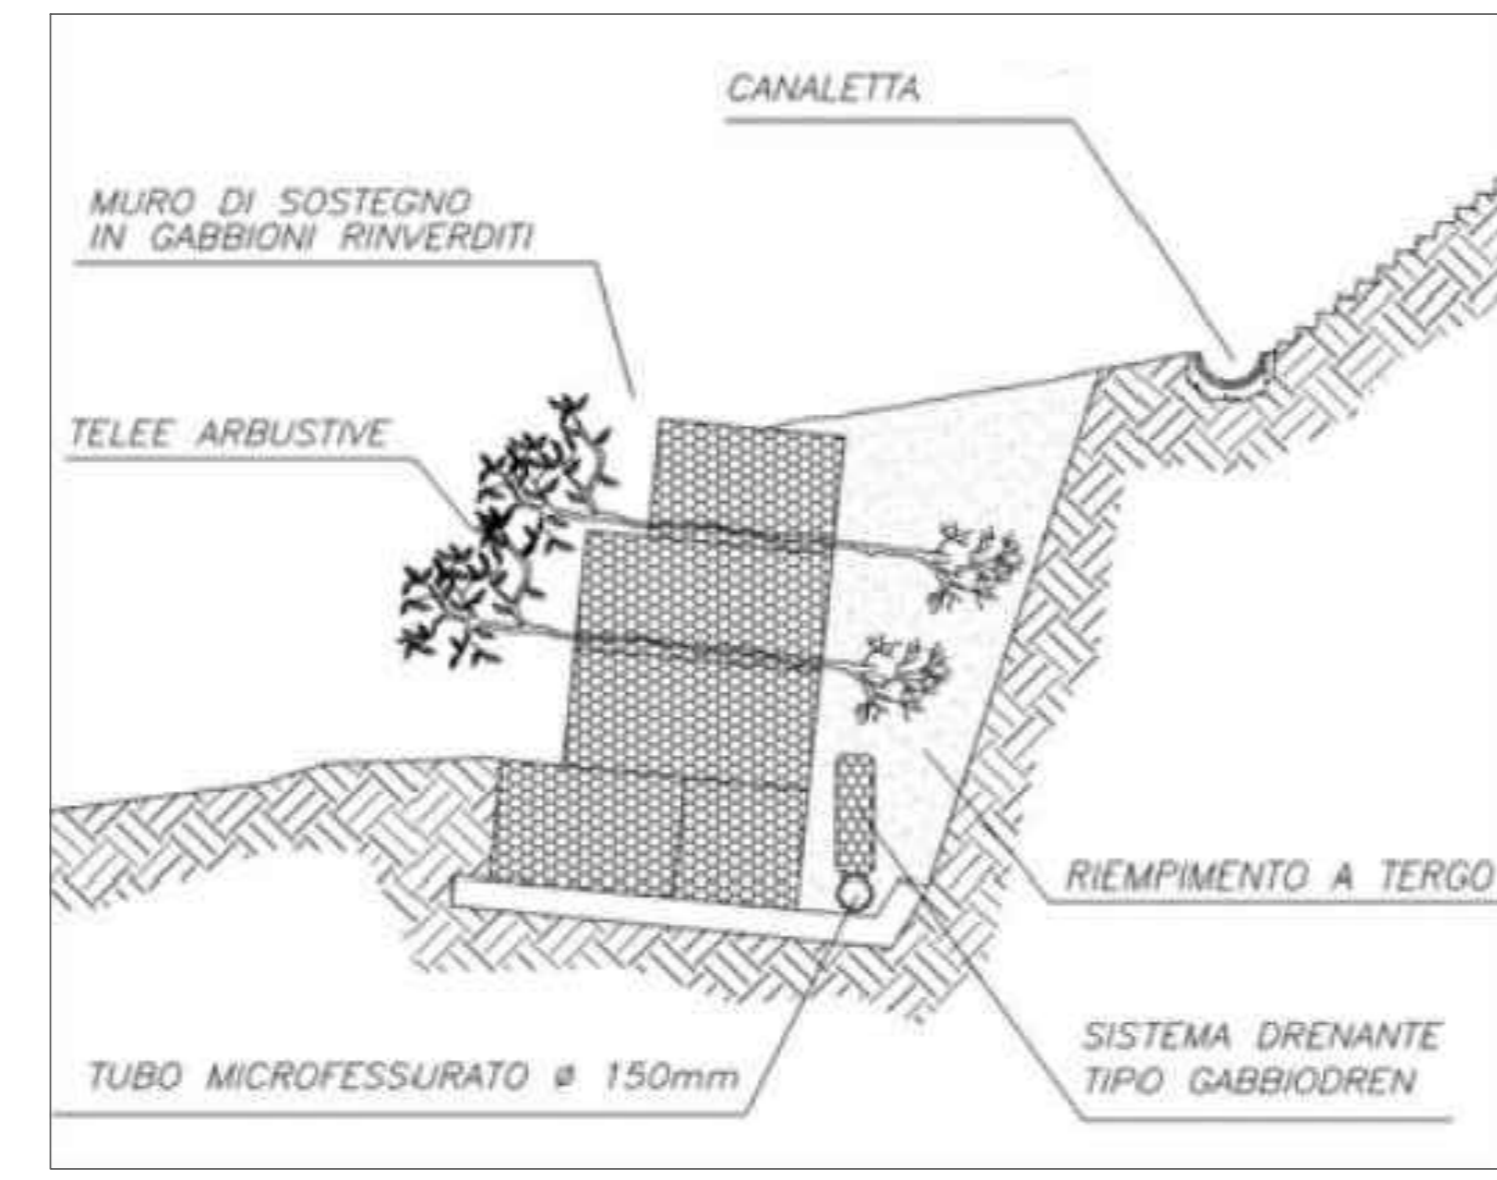 CANALETTA
MURO DI SOSTEGNO
IN GABBIONI RINVERDITI
TELEE ARBUSTIVE
RIEMPIMENTO A TERGO
SISTEMA DRENANTE
TIPO GABBIODREN
TUBO MICROFESSURATO ø 150mm